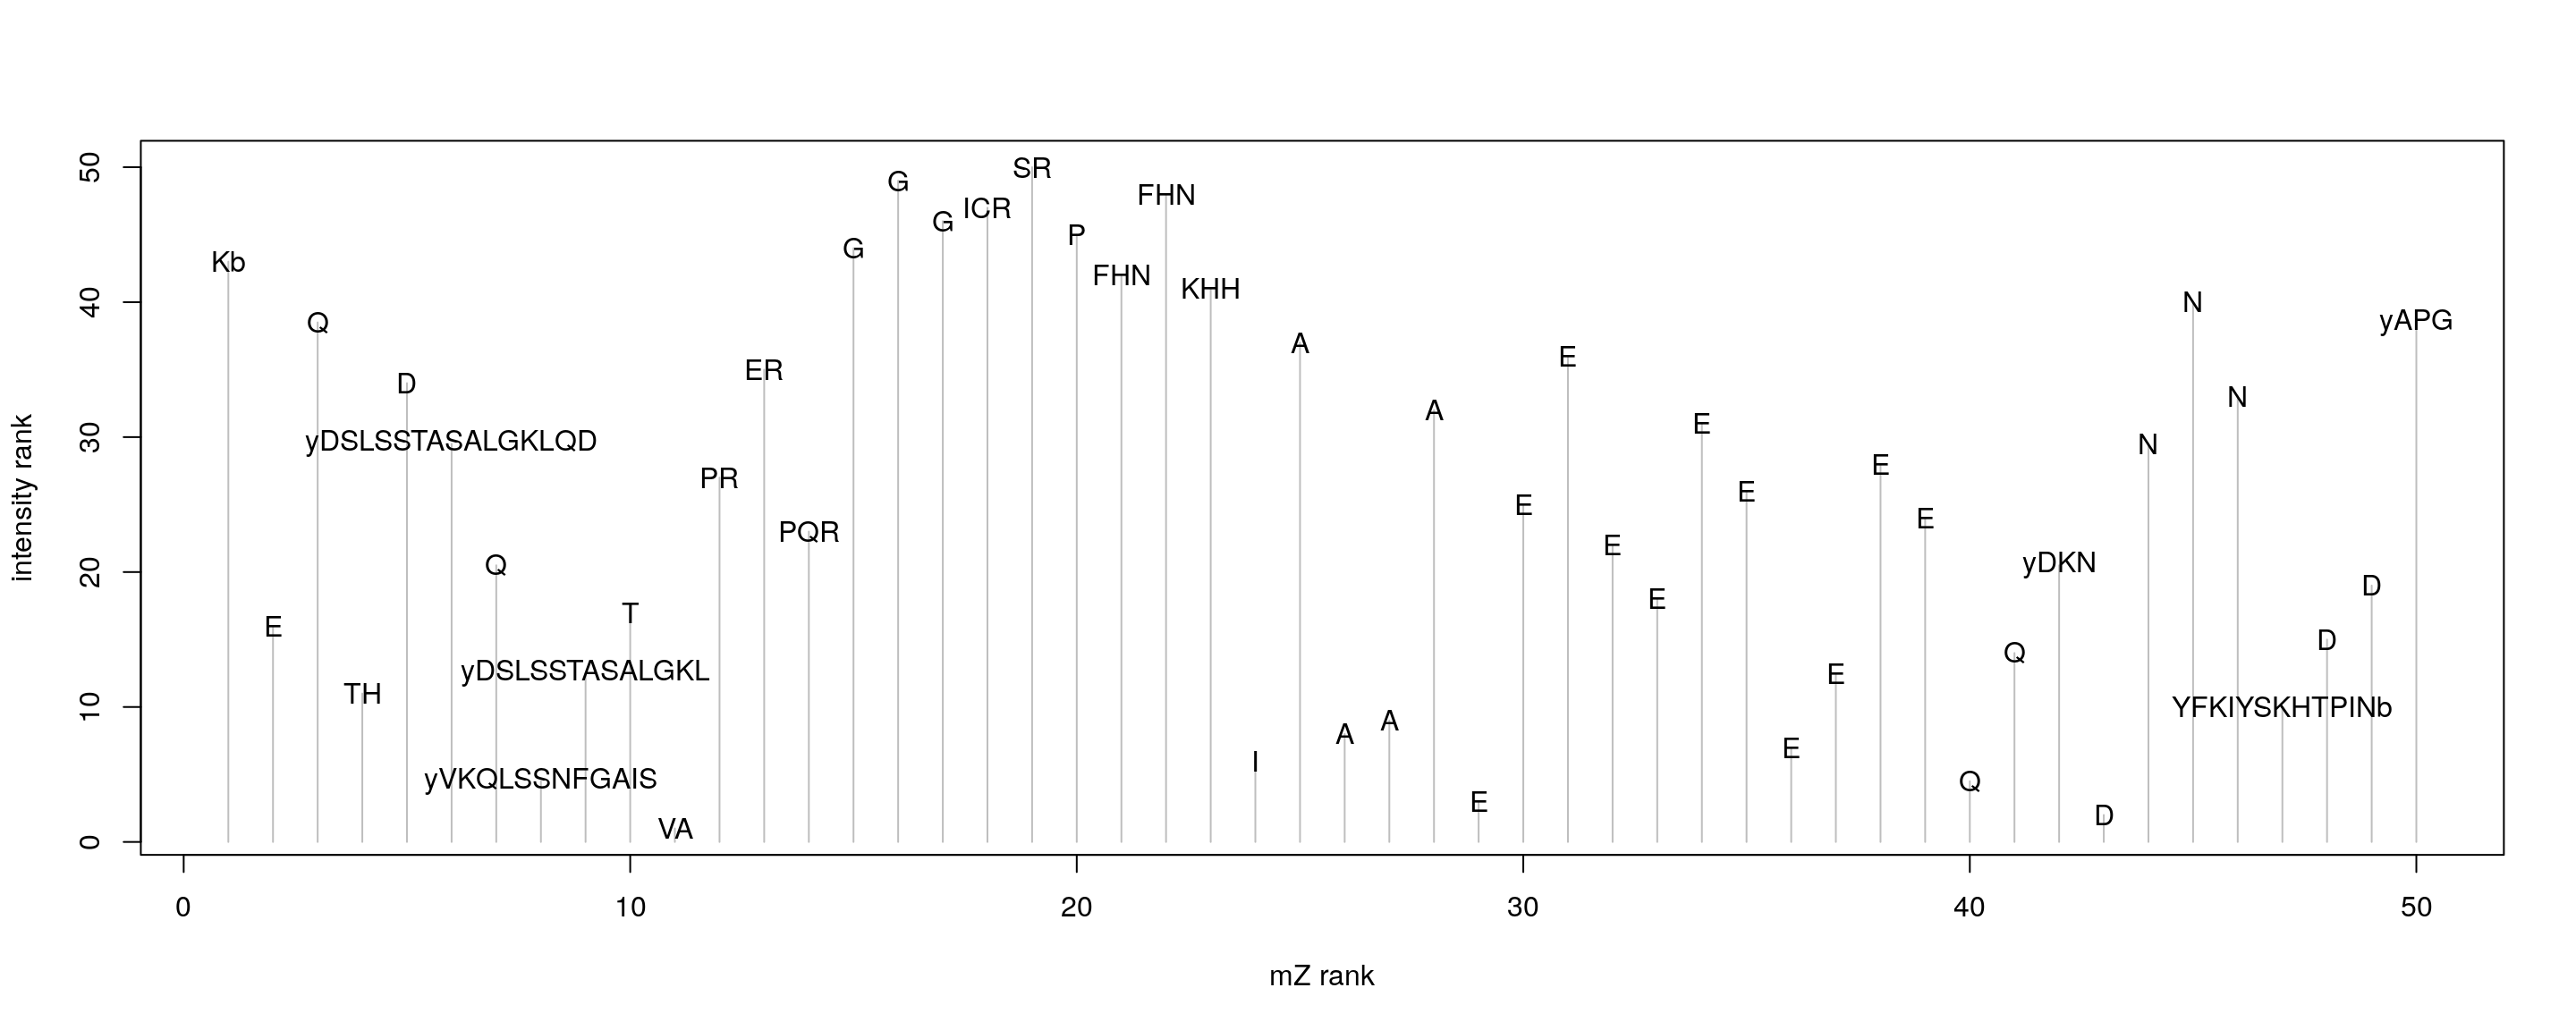 50
SR
G
FHN
ICR
G
P
G
Kb
FHN
KHH
40
N
Q
yAPG
A
E
ER
D
N
A
E
30
yDSLSSTASALGKLQD
N
E
PR
E
E
E
PQR
E
20
Q
yDKN
D
E
T
E
D
Q
yDSLSSTASALGKL
E
TH
10
YFKIYSKHTPINb
A
A
E
I
yVKQLSSNFGAIS
Q
E
D
VA
0
intensity rank
0 10 20 30 40 50
mZ rank